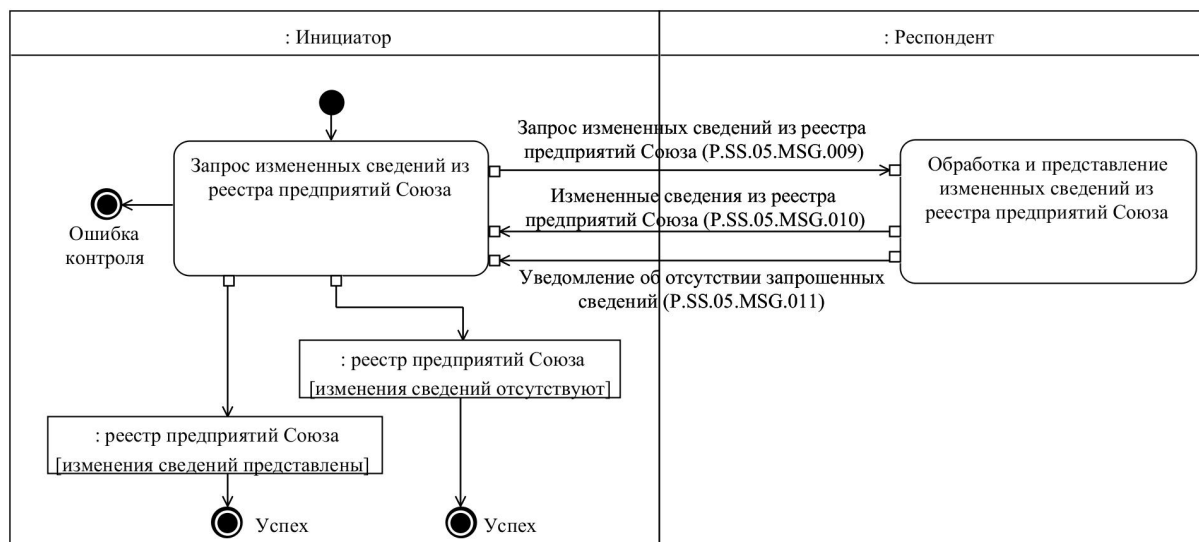 : Инициатор
: Респондент
Запрос измененных сведений из
реестра предприятий Союза
Ошибка
контроля
Запрос измененных сведений из реестра
предприятий Союза (P.SS.05.MSG.009)
Измененные сведения из реестра
предприятий Союза (P.SS.05.MSG.010)
Уведомление об отсутствии запрошенных
сведений (P.SS.05.MSG.011)
Обработка и представление
измененных сведений из
реестра предприятий Союза
: реестр предприятий Союза
[изменения сведений отсутствуют]
: реестр предприятий Союза
[изменения сведений представлены]
Успех
Успех